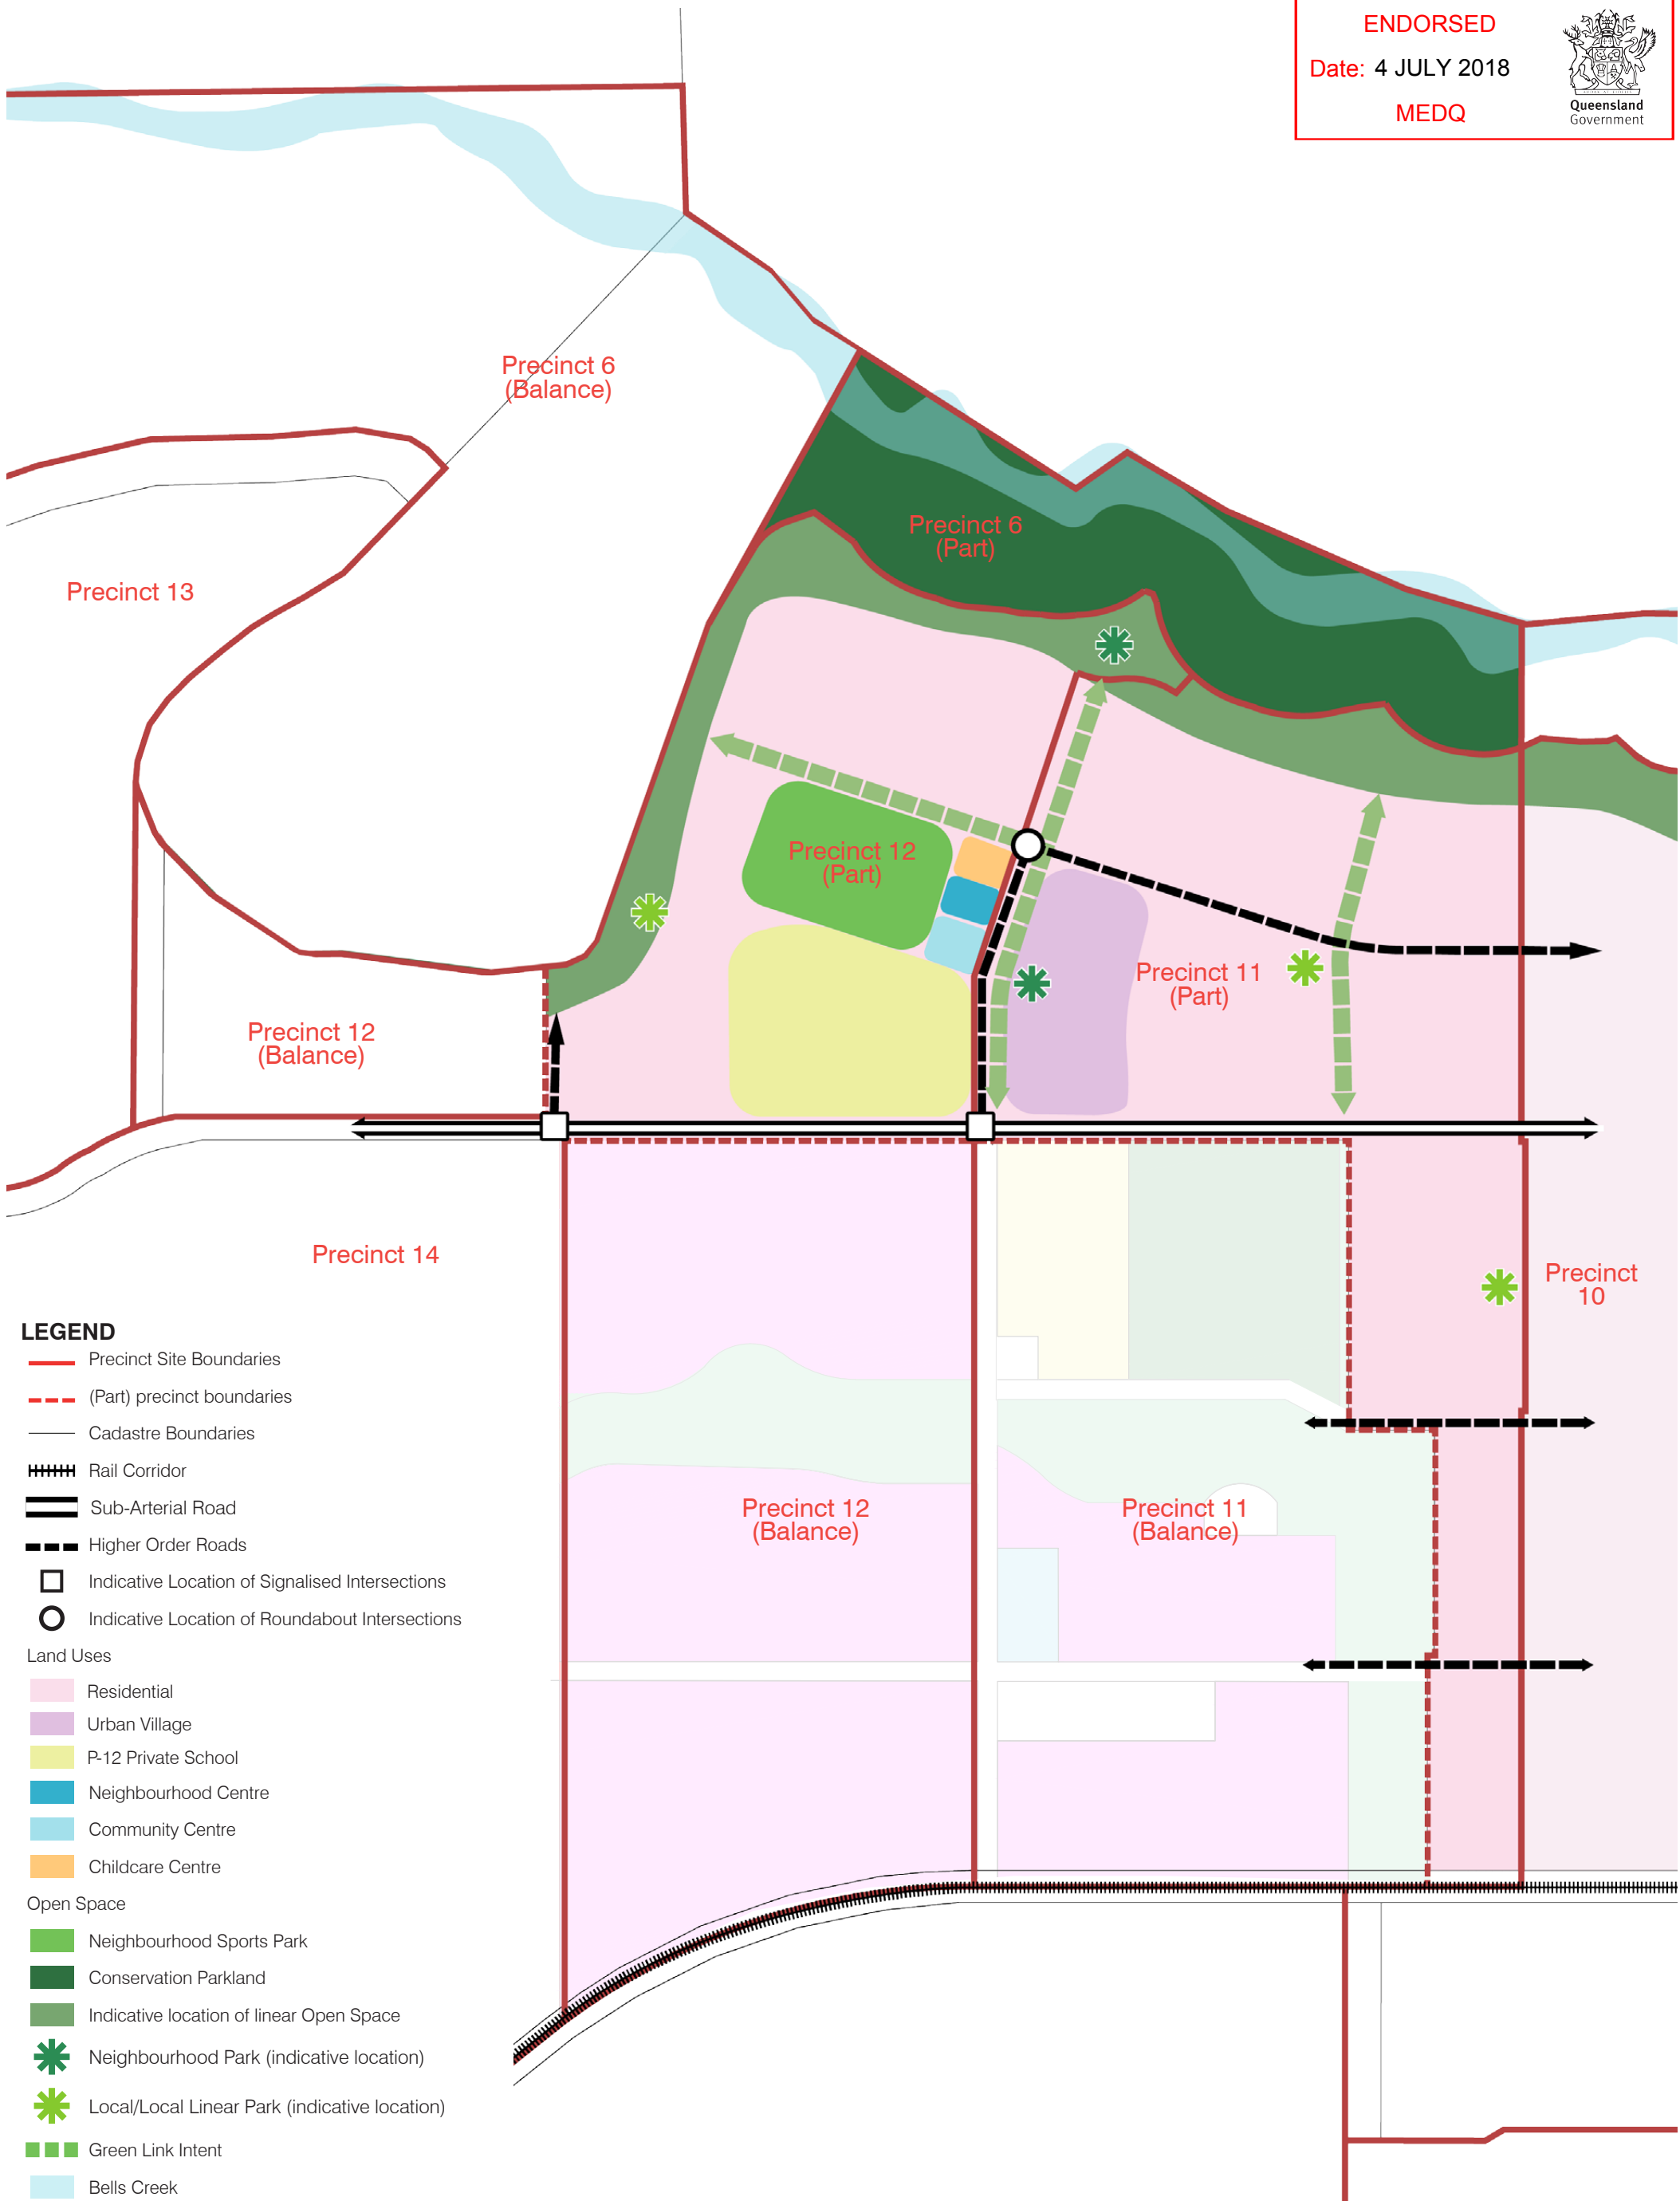 ENDORSED
Date: 4 JULY 2018
MEDQ
Queensland
Government
Precinct 6
(Balance)
Precinct 6
(Part)
Precinct 13
Precinct 12
(Part)
Precinct 11
(Part)
Precinct 12
(Balance)
Precinct 14
Precinct
10
Precinct 12
(Balance)
Precinct 11
(Balance)
LEGEND
Precinct Site Boundaries
(Part) precinct boundaries
Cadastre Boundaries
Rail Corridor
Sub-Arterial Road
Higher Order Roads
Indicative Location of Signalised Intersections
Indicative Location of Roundabout Intersections
Land Uses
Residential
Urban Village
P-12 Private School
Neighbourhood Centre
Community Centre
Childcare Centre
Open Space
Neighbourhood Sports Park
Conservation Parkland
Indicative location of linear Open Space
Neighbourhood Park (indicative location)
Local/Local Linear Park (indicative location)
Green Link Intent
Bells Creek